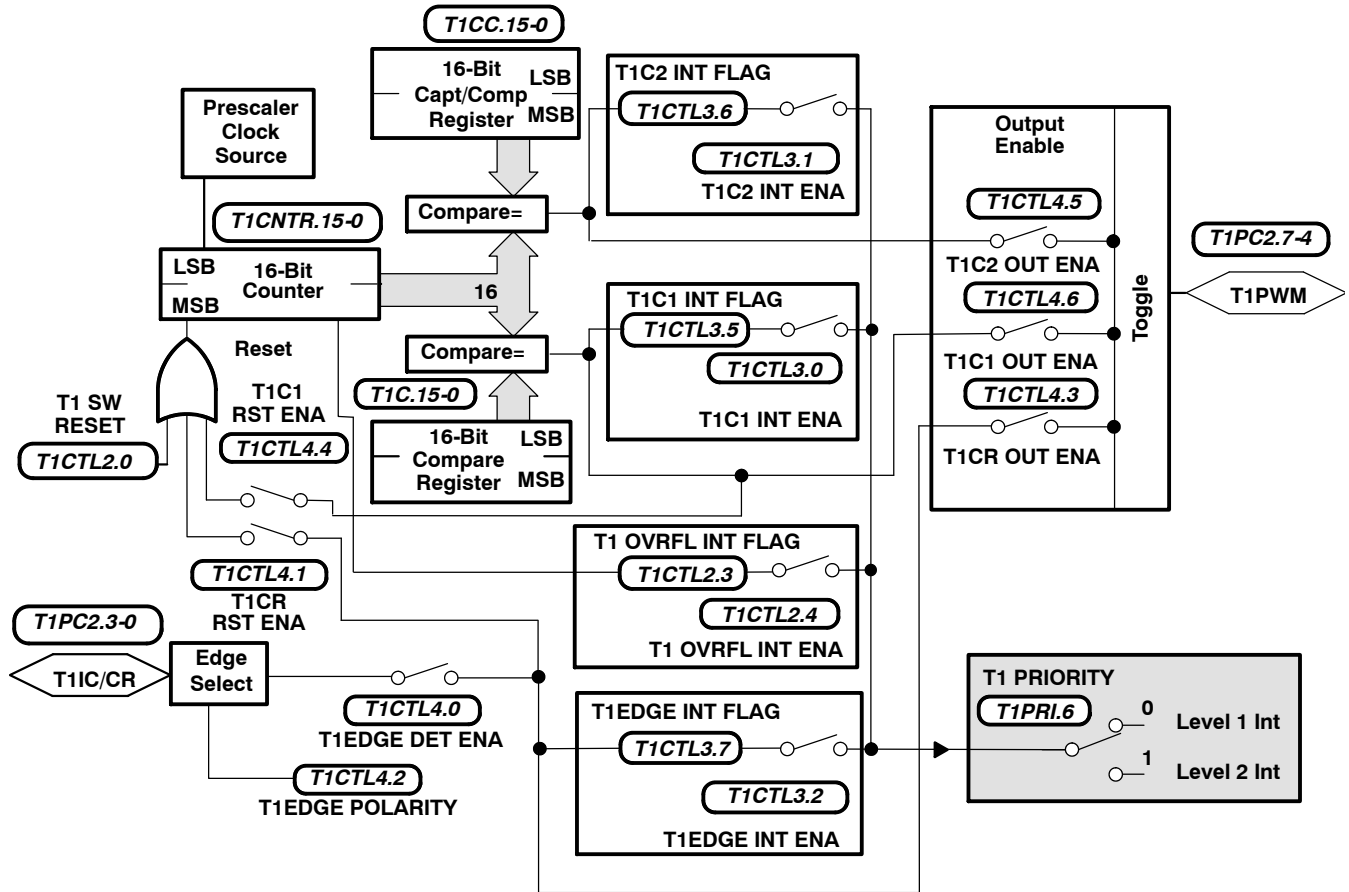 T1CC.15-0
16-Bit
Capt/Comp
Register
LSB
MSB
Prescaler
Clock
Source
T1CNTR.15-0
LSB
MSB
16-Bit
Counter
16
Compare=
Compare=
T1C.15-0
16-Bit
Compare
Register
LSB
MSB
Reset
T1 SW
RESET
T1CTL2.0
T1C1
RST ENA
T1CTL4.4
T1CTL4.1
T1CR
RST ENA
T1PC2.3-0
T1IC/CR
Edge
Select
T1CTL4.0
T1EDGE DET ENA
T1CTL4.2
T1EDGE POLARITY
T1C2 INT FLAG
T1CTL3.6
T1CTL3.1
T1C2 INT ENA
T1C1 INT FLAG
T1CTL3.5
T1CTL3.0
T1C1 INT ENA
T1 OVRFL INT FLAG
T1CTL2.3
T1CTL2.4
T1 OVRFL INT ENA
T1EDGE INT FLAG
T1CTL3.7
T1CTL3.2
T1EDGE INT ENA
Output
Enable
T1CTL4.5
T1C2 OUT ENA
T1CTL4.6
T1C1 OUT ENA
T1CTL4.3
T1CR OUT ENA
Toggle
T1PC2.7-4
T1PWM
T1 PRIORITY
T1PRI.6
0
Level 1 Int
1
Level 2 Int